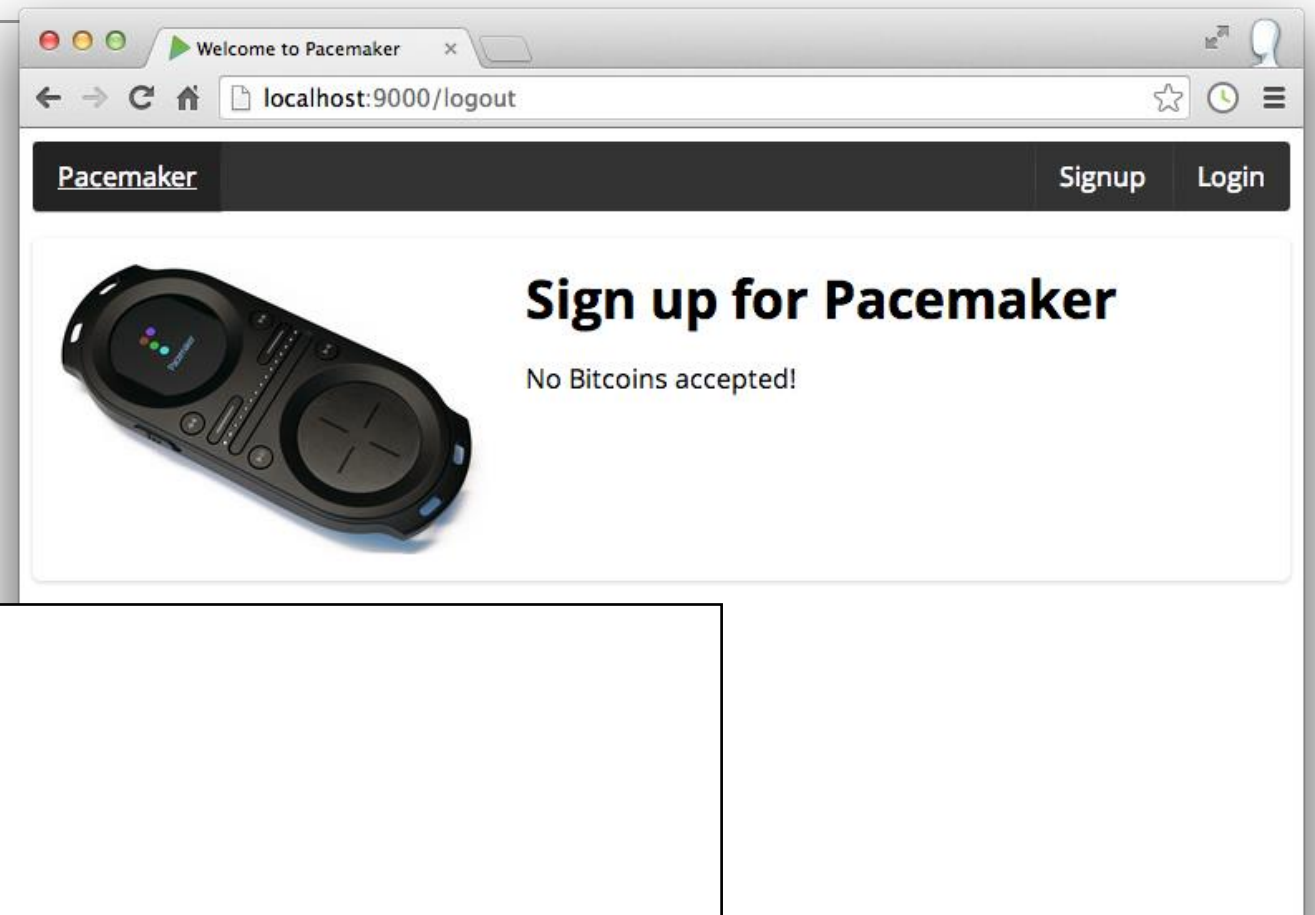 Welcome to Pacemaker
localhost:9000/logout
Pacemaker
Signup
Login
Sign up for Pacemaker
No Bitcoins accepted!
Pacemaker